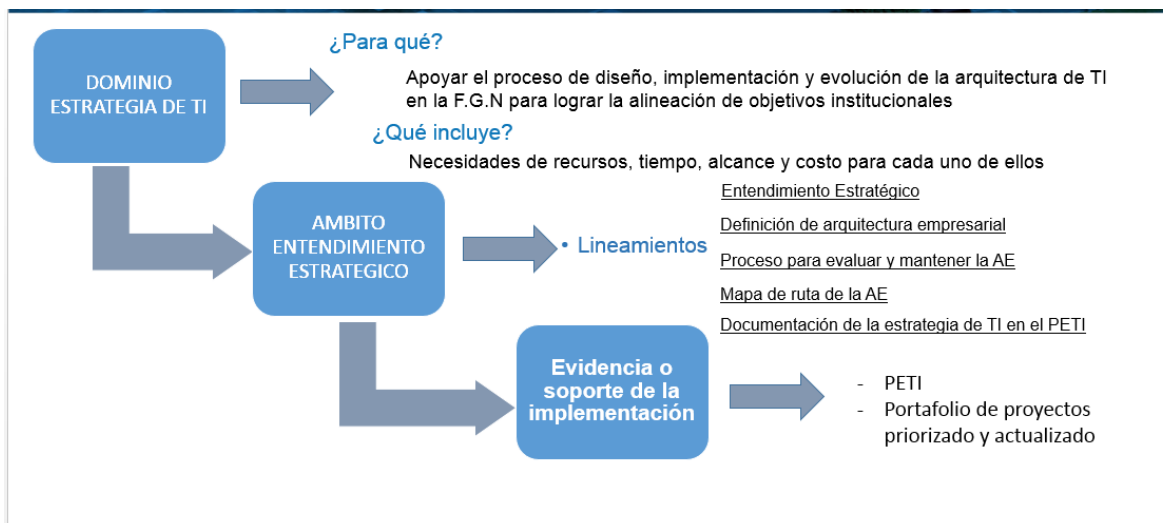 DOMINIO
ESTRATEGIA DE TI
¿Para qué?
Apoyar el proceso de diseño, implementación y evolución de la arquitectura de TI
en la F.G.N para lograr la alineación de objetivos institucionales
¿Qué incluye?
Necesidades de recursos, tiempo, alcance y costo para cada uno de ellos
AMBITO
ENTENDIMIENTO
ESTRATEGICO
• Lineamientos
Entendimiento Estratégico
Definición de arquitectura empresarial
Proceso para evaluar y mantener la AE
Mapa de ruta de la AE
Documentación de la estrategia de TI en el PETI
Evidencia o
soporte de la
implementación
- PETI
- Portafolio de proyectos
priorizado y actualizado